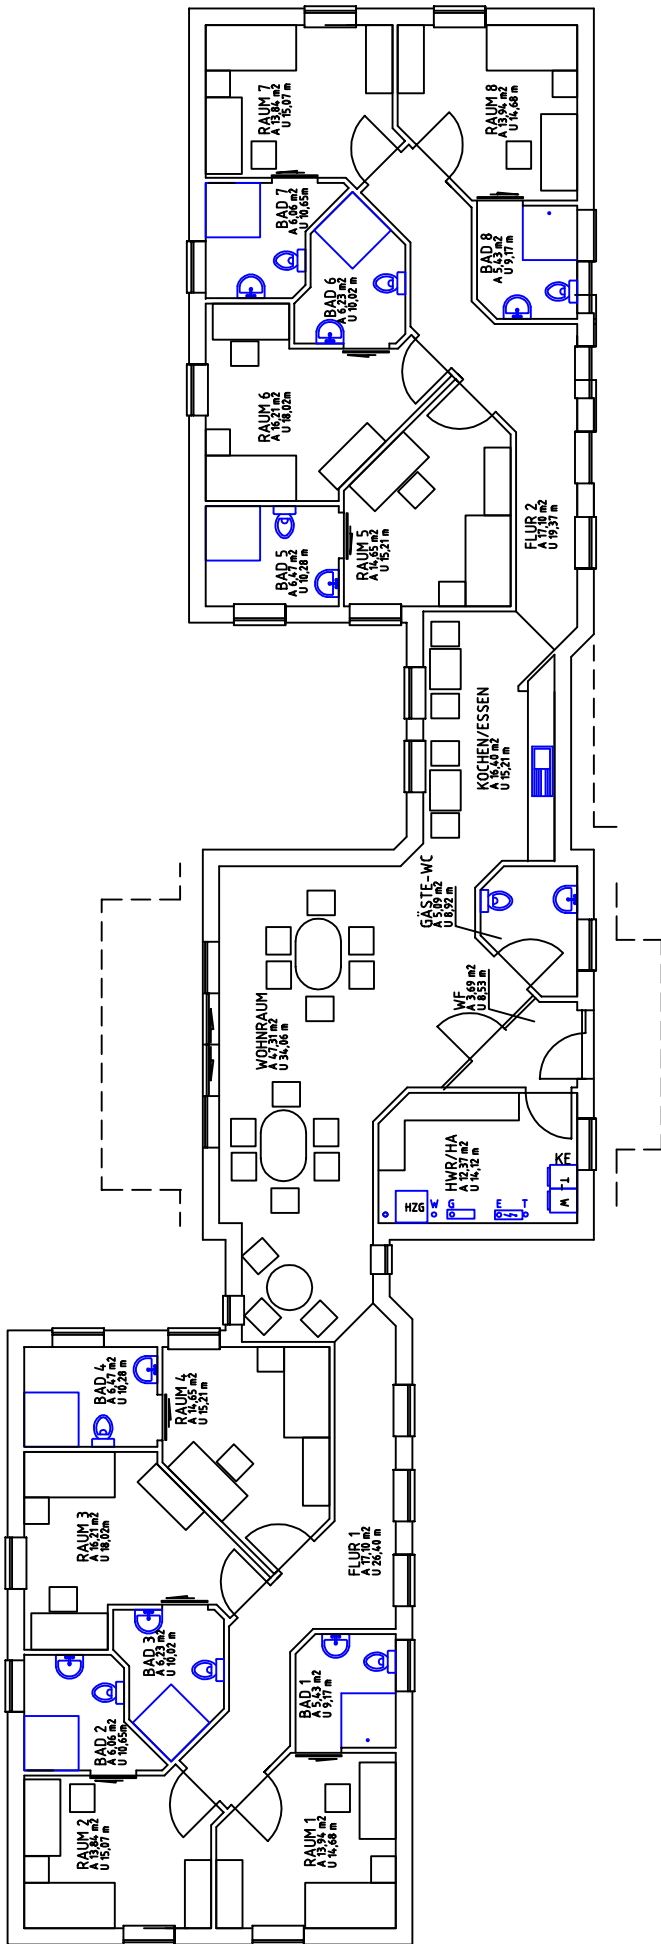 RAUM 7
A 13,84 m2
U 15,07 m
RAUM 8
A 13,94 m2
U 14,68 m
BAD 7
A 6,06 m2
U 10,65m
BAD 8
A 5,43 m2
U 9,17 m
BAD 6
A 6,23 m2
U 10,02 m
RAUM 6
A 16,21 m2
U 18,02m
BAD 5
A 6,47 m2
U 10,28 m
RAUM 5
A 14,65 m2
U 15,21 m
FLUR 2
A 17,10 m2
U 19,37 m
KOCHEN/ESSEN
A 16,40 m2
U 15,21 m
GÄSTE-WC
A 5,09 m2
U 8,92 m
WOHNRAUM
A 47,31 m2
U 34,06 m
WF
A 3,69 m2
U 8,53 m
HWR/HA
A 12,37 m2
U 14,12 m
KE
T-
W
HZG
W
G
E
T
BAD 4
A 6,47 m2
U 10,28 m
RAUM 4
A 14,65 m2
U 15,21 m
RAUM 3
A 16,21 m2
U 18,02m
FLUR 1
A 17,10 m2
U 26,40 m
BAD 3
A 6,23 m2
U 10,02 m
BAD 2
A 6,06 m2
U 10,65m
BAD 1
A 5,43 m2
U 9,17 m
RAUM 2
A 13,84 m2
U 15,07 m
RAUM 1
A 13,94 m2
U 14,68 m